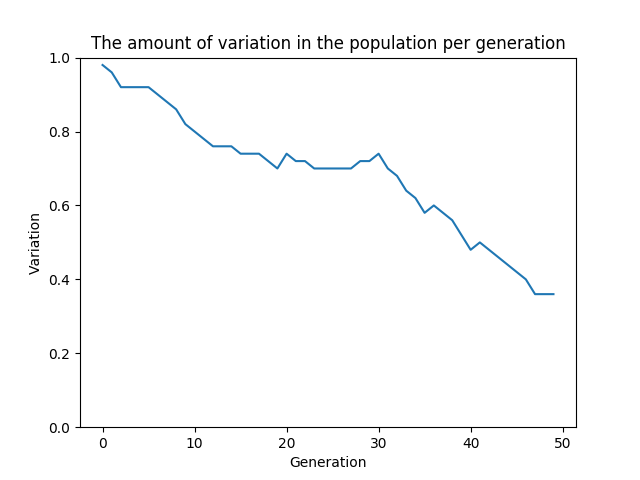 The amount of variation in the population per generation
1.0
0.8
0.6
0.4
0.2
0.0
Variation
0 10 20 30 40 50
Generation